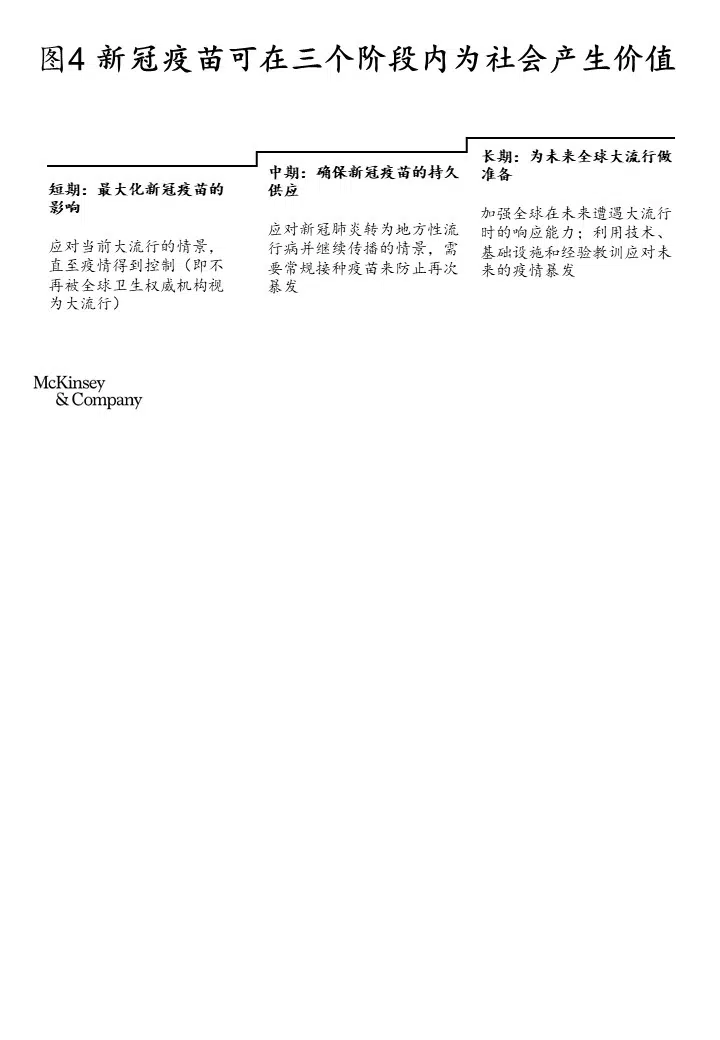 图4 新冠疫苗可在三个阶段内为社会产生价值
短期：最大化新冠疫苗的
影响
应对当前大流行的情景，
直至疫情得到控制（即不
再被全球卫生权威机构视
为大流行）
中期：确保新冠疫苗的持久
供应
应对新冠肺炎转为地方性流
行病并继续传播的情景，需
要常规接种疫苗来防止再次
暴发
长期：为未来全球大流行做
准备
加强全球在未来遭遇大流行
时的响应能力；利用技术、
基础设施和经验教训应对未
来的疫情暴发
McKinsey
& Company